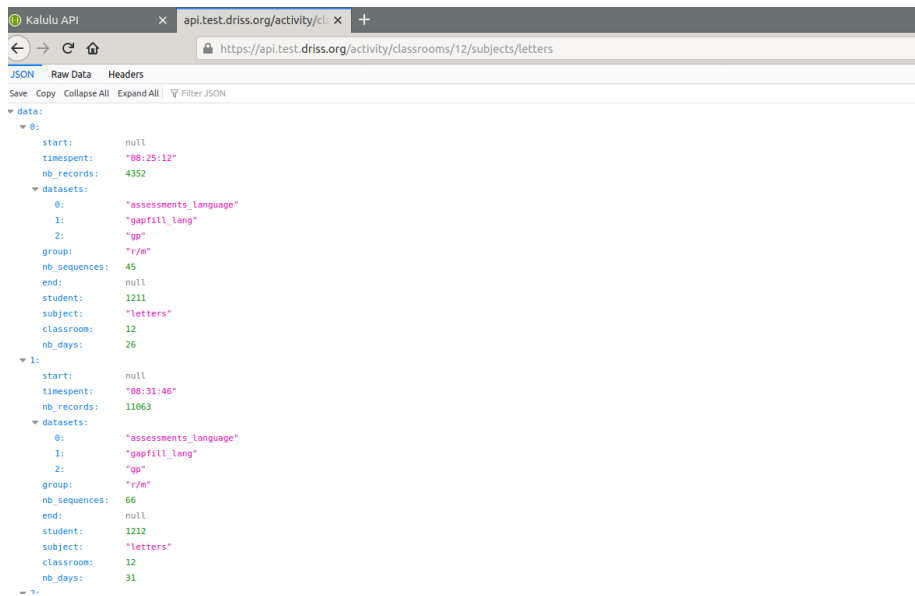 Kalulu API
api.test.driss.org/activity/cla
https://api.test.driss.org/activity/classrooms/12/subjects/letters
JSON Raw Data Headers
Save Copy Collapse All Expand All Filter JSON
data:
0:
start: null
timespent: "08:25:12"
nb_records: 4352
datasets:
0: "assessments_language"
1: "gapfill_lang"
2: "gp"
group: "r/m"
nb_sequences: 45
end: null
student: 1211
subject: "letters"
classroom: 12
nb_days: 26
1:
start: null
timespent: "08:31:46"
nb_records: 11063
datasets:
0: "assessments_language"
1: "gapfill_lang"
2: "gp"
group: "r/m"
nb_sequences: 66
end: null
student: 1212
subject: "letters"
classroom: 12
nb_days: 31
2: